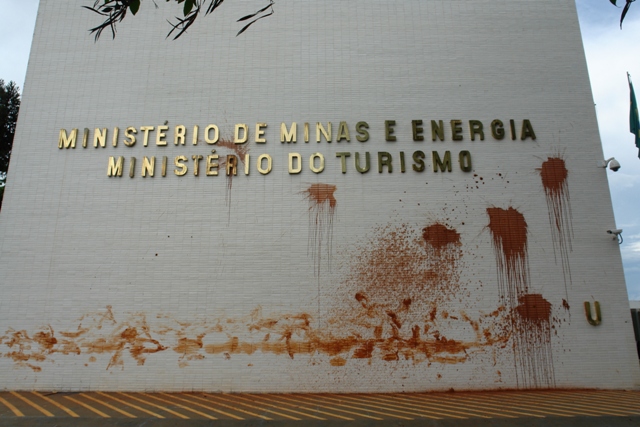 MINISTÉRIO DE MINAS E ENERGIA
MINISTÉRIO DO TURISMO
U